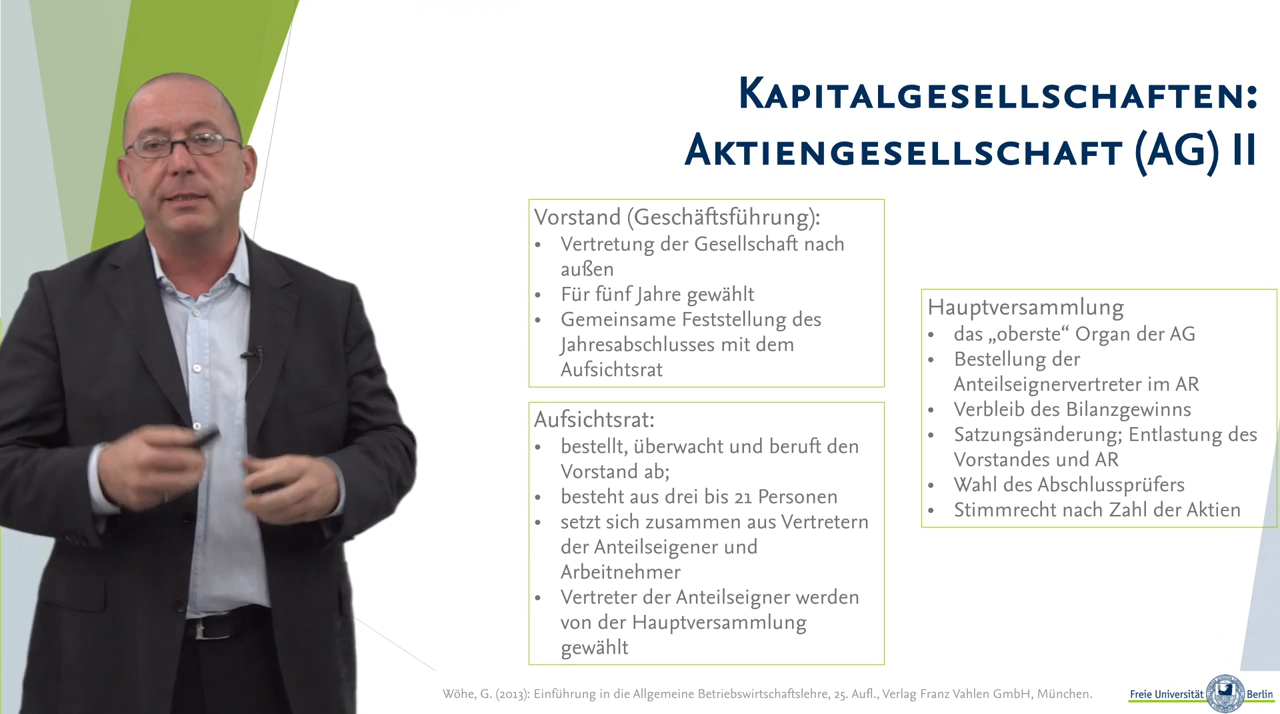 Kapitalgesellschaften:
Aktiengesellschaft (AG) II
Vorstand (Geschäftsführung):
• Vertretung der Gesellschaft nach
außen
• Für fünf Jahre gewählt
• Gemeinsame Feststellung des
Jahresabschlusses mit dem
Aufsichtsrat
Aufsichtsrat:
• bestellt, überwacht und beruft den
Vorstand ab;
• besteht aus drei bis 21 Personen
• setzt sich zusammen aus Vertretern
der Anteilseigener und
Arbeitnehmer
• Vertreter der Anteilseigner werden
von der Hauptversammlung
gewählt
Hauptversammlung
• das „oberste“ Organ der AG
• Bestellung der
Anteilseignervertreter im AR
• Verbleib des Bilanzgewinns
• Satzungsänderung; Entlastung des
Vorstandes und AR
• Wahl des Abschlussprüfers
• Stimmrecht nach Zahl der Aktien
Wöhe, G. (2013): Einführung in die Allgemeine Betriebswirtschaftslehre, 25. Aufl., Verlag Franz Vahlen GmbH, München.
Freie Universität Berlin